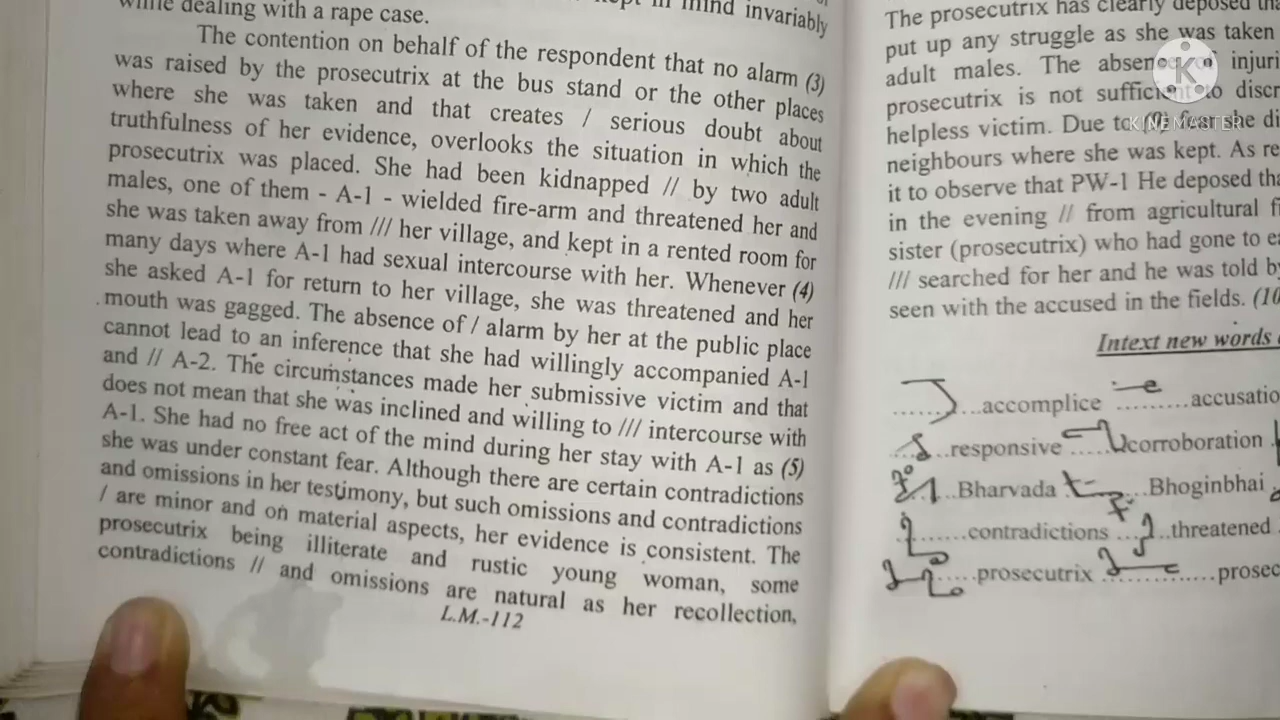 in mind invariably
while dealing with a rape case.
The contention on behalf of the respondent that no alarm (3)
was raised by the prosecutrix at the bus stand or the other places
where she was taken and that creates / serious doubt about
truthfulness of her evidence, overlooks the situation in which the
prosecutrix was placed. She had been kidnapped // by two adult
males, one of them - A-1 - wielded fire-arm and threatened her and
she was taken away from /// her village, and kept in a rented room for
many days where A-1 had sexual intercourse with her. Whenever (4)
she asked A-1 for return to her village, she was threatened and her
mouth was gagged. The absence of / alarm by her at the public place
cannot lead to an inference that she had willingly accompanied A-1
and // A-2. The circumstances made her submissive victim and that
does not mean that she was inclined and willing to /// intercourse with
A-1. She had no free act of the mind during her stay with A-1 as (5)
she was under constant fear. Although there are certain contradictions
and omissions in her testimony, but such omissions and contradictions
/ are minor and on material aspects, her evidence is consistent. The
prosecutrix being illiterate and rustic young woman, some
contradictions // and omissions are natural as her recollection,
L.M.-112
The prosecutrix has clearly deposed
put up any struggle as she was taken
adult males. The absence of
prosecutrix is not sufficient to
helpless victim. Due to fear she
neighbours where she was kept. As
it to observe that PW-1 He deposed
in the evening // from agricultural
sister (prosecutrix) who had gone to
/// searched for her and he was told
seen with the accused in the fields.
Intext new words
accomplice
responsive corroboration
Bharvada Bhoginbhai
contradictions threatened
prosecutrix
K
KINEMASTER